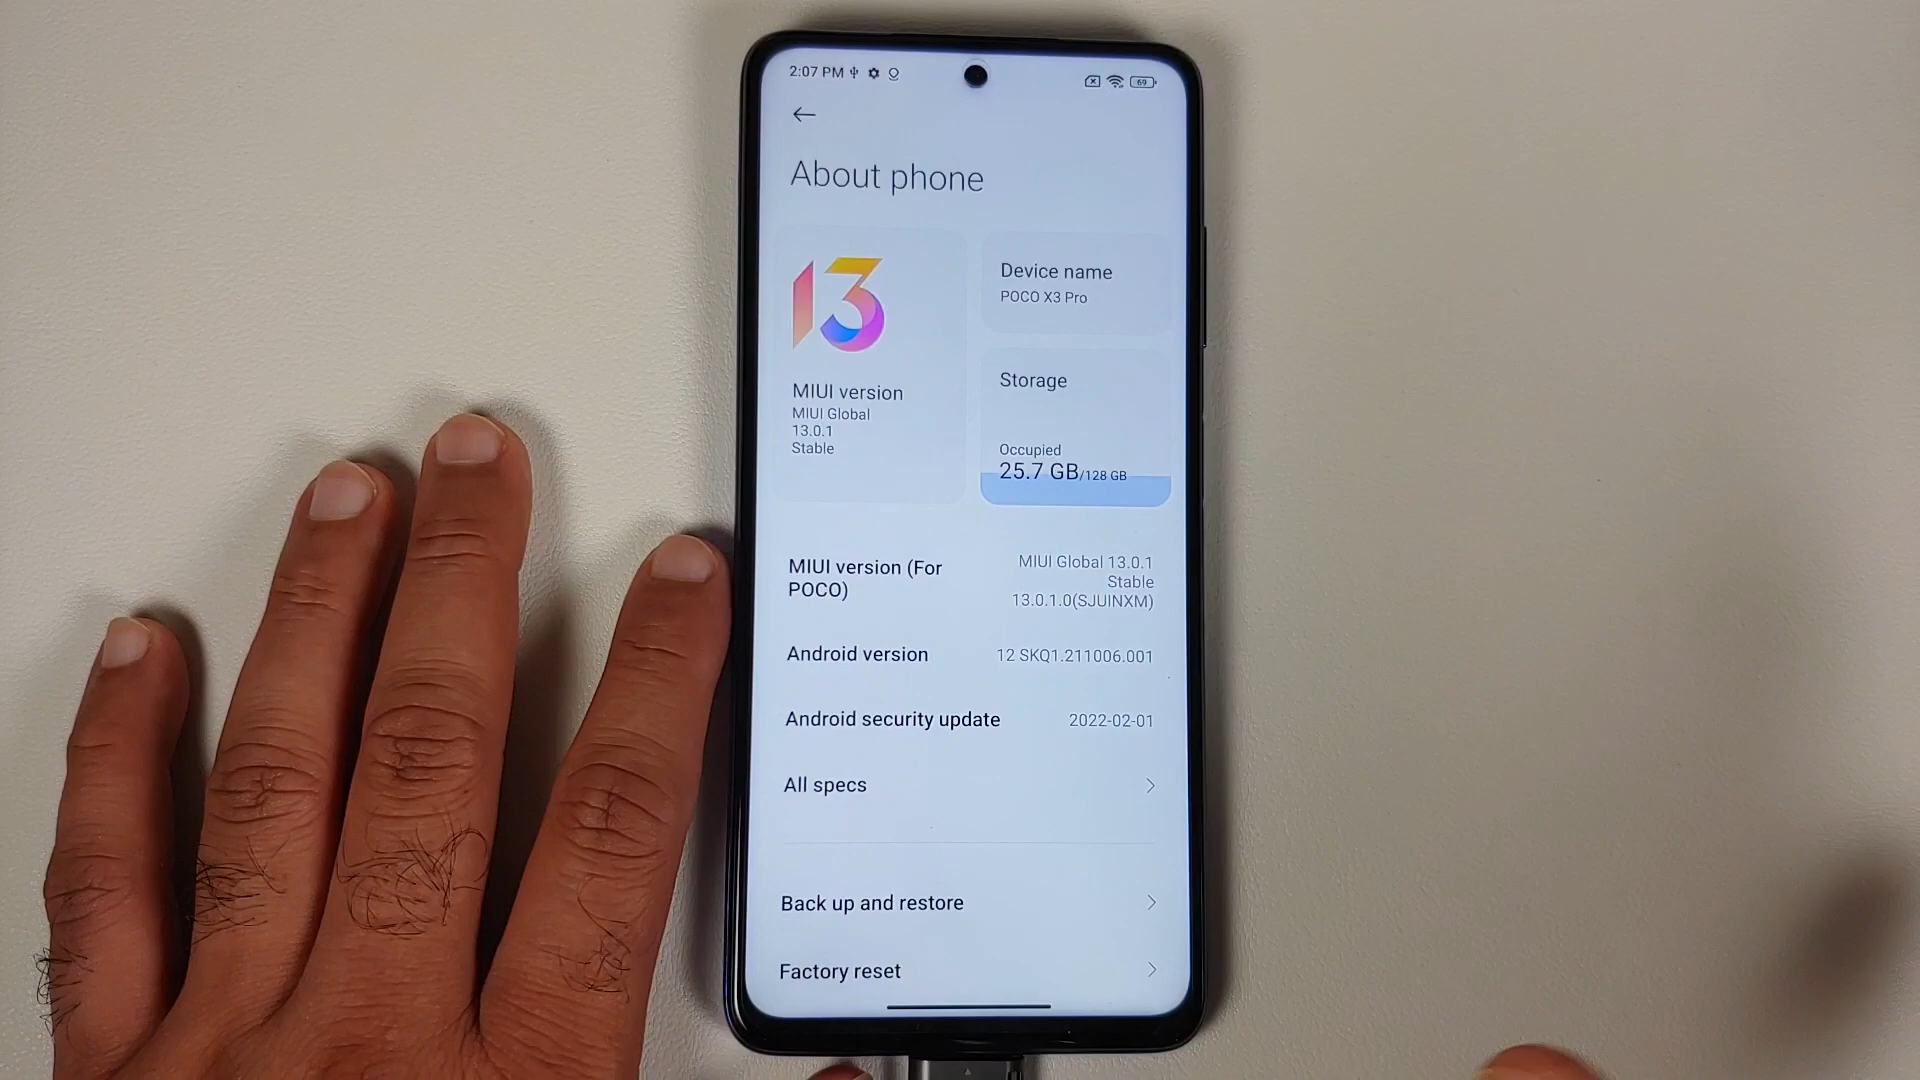 2:07 PM
69
About phone
13
MIUI version
MIUI Global
13.0.1
Stable
Device name
POCO X3 Pro
Storage
Occupied
25.7 GB/128 GB
MIUI version (For
POCO)
MIUI Global 13.0.1
Stable
13.0.1.0(SJUINXM)
Android version
12 SKQ1.211006.001
Android security update
2022-02-01
All specs
Back up and restore
Factory reset